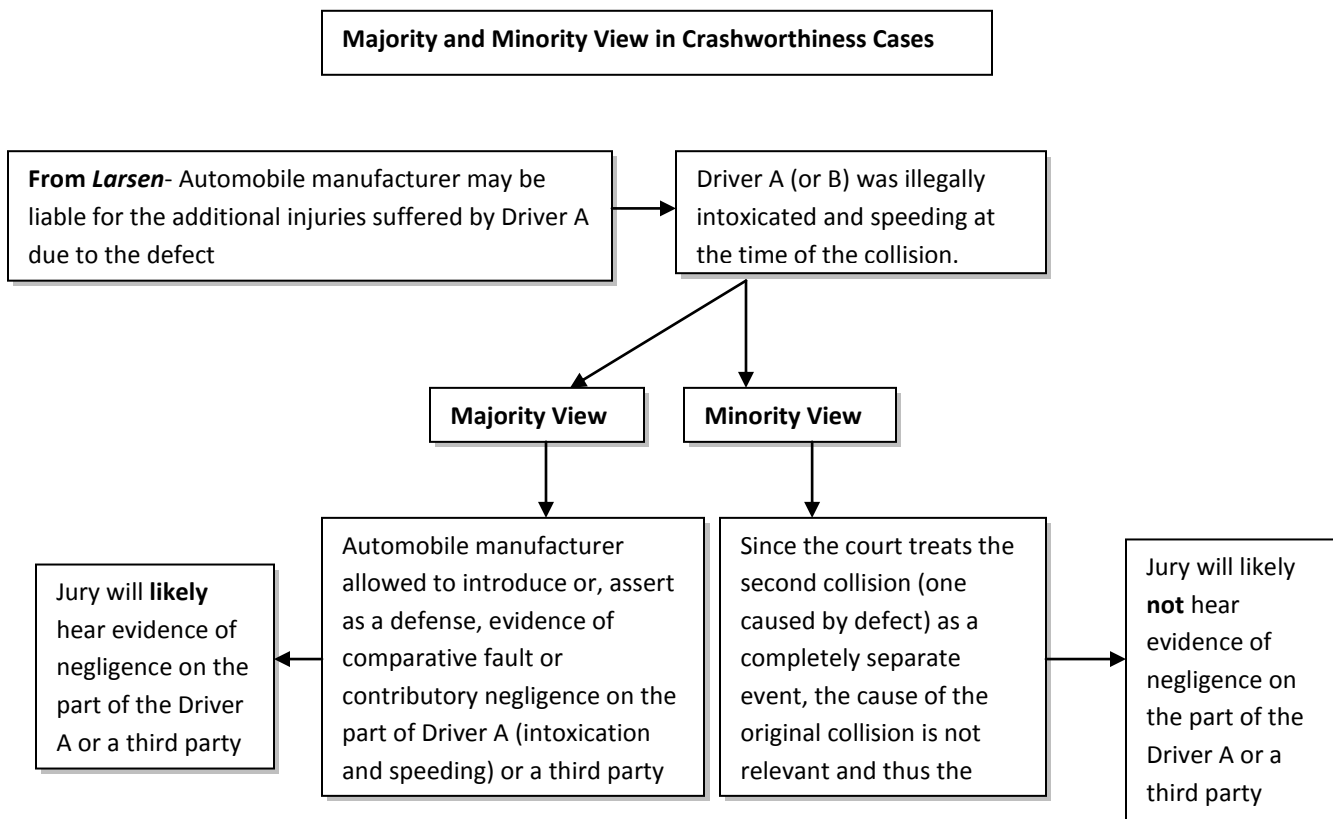 Majority and Minority View in Crashworthiness Cases
From Larsen- Automobile manufacturer may be
liable for the additional injuries suffered by Driver A
due to the defect
Driver A (or B) was illegally
intoxicated and speeding at
the time of the collision.
Majority View
Minority View
Jury will likely
hear evidence of
negligence on the
part of the Driver
A or a third party
Automobile manufacturer
allowed to introduce or, assert
as a defense, evidence of
comparative fault or
contributory negligence on the
part of Driver A (intoxication
and speeding) or a third party
Since the court treats the
second collision (one
caused by defect) as a
completely separate
event, the cause of the
original collision is not
relevant and thus the
Jury will likely
not hear
evidence of
negligence on
the part of the
Driver A or a
third party